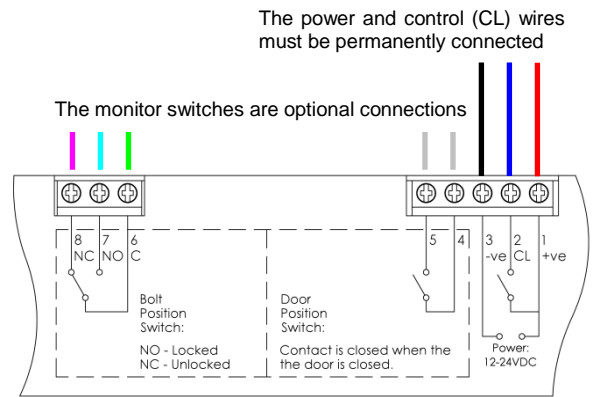 The power and control (CL) wires
must be permanently connected
The monitor switches are optional connections
8 7 6 5 4 3 2 1
NC NO C -ve CL +ve
Bolt
Position
Switch:
NO - Locked
NC - Unlocked
Door
Position
Switch:
Contact is closed when the
the door is closed.
Power:
12-24VDC